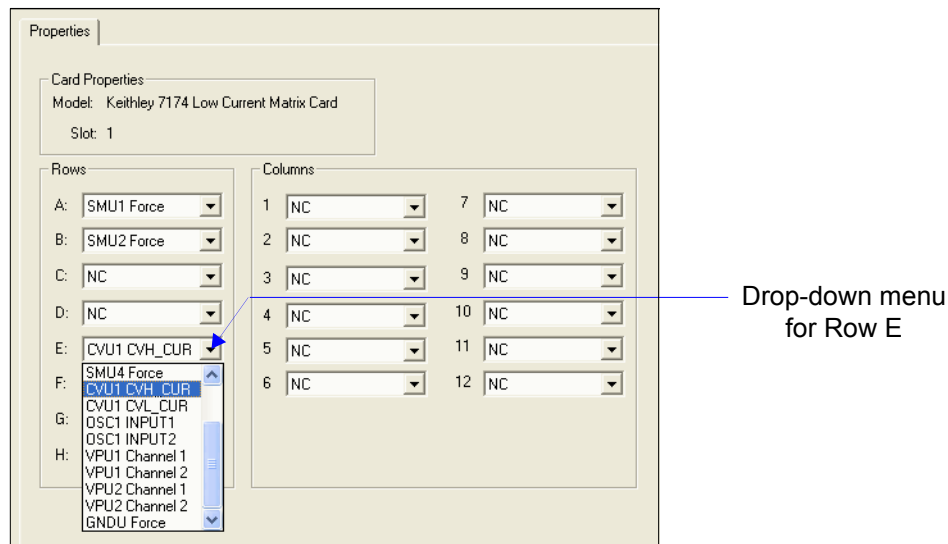 Properties
Card Properties
Model: Keithley 7174 Low Current Matrix Card
Slot: 1
Rows
A: SMU1 Force
B: SMU2 Force
C: NC
D: NC
E: CVU1 CVH_CUR
F:
G:
H:
SMU4 Force
CVU1 CVH_CUR
CVU1 CVL_CUR
OSC1 INPUT1
OSC1 INPUT2
VPU1 Channel 1
VPU1 Channel 2
VPU2 Channel 1
VPU2 Channel 2
GNDU Force
Columns
1 NC
2 NC
3 NC
4 NC
5 NC
6 NC
7 NC
8 NC
9 NC
10 NC
11 NC
12 NC
Drop-down menu
for Row E